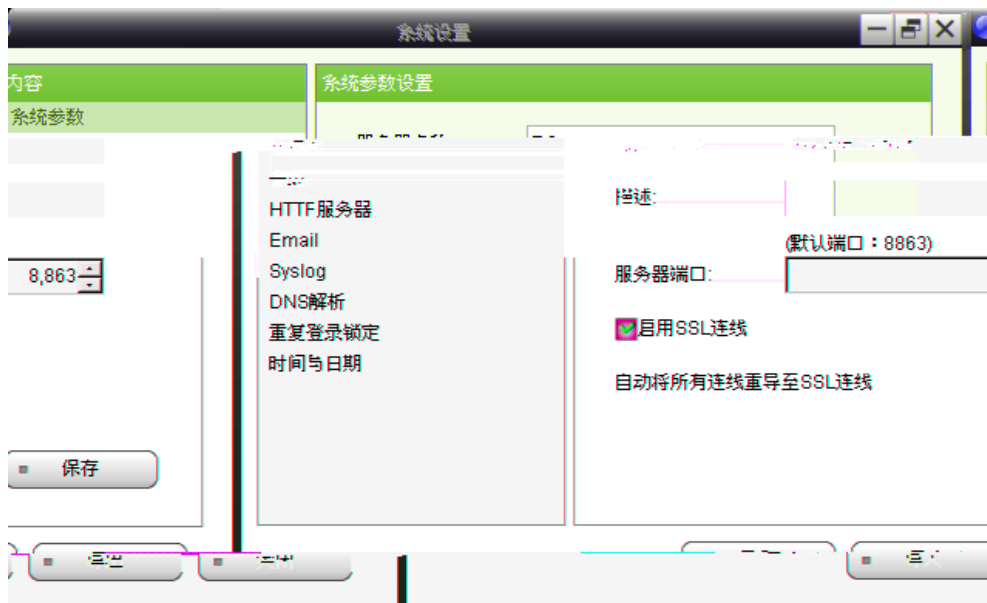 系统设置
内容
系统参数设置
系统参数
HTTF服务器
Email
Syslog
DNS解析
重复登录锁定
时间与日期
描述:
(默认端口：8863)
服务器端口:
8,863
启用SSL连线
自动将所有连线重导至SSL连线
保存